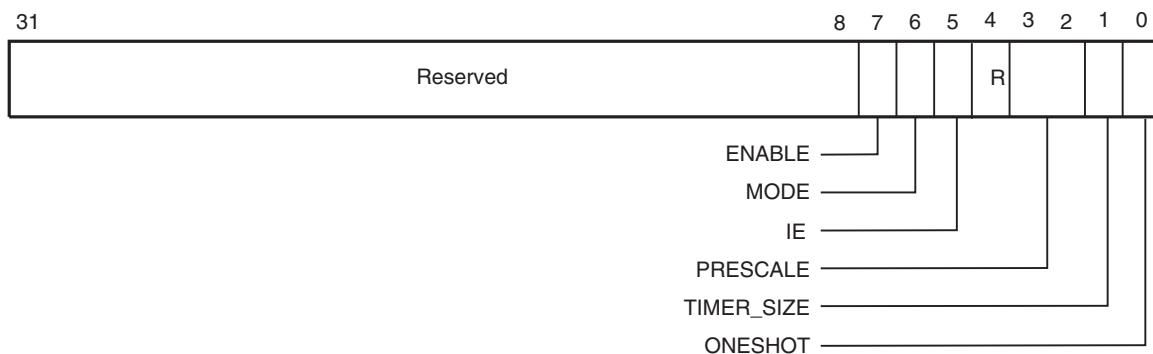 31 8 7 6 5 4 3 2 1 0
Reserved R
ENABLE
MODE
IE
PRESCALE
TIMER_SIZE
ONESHOT